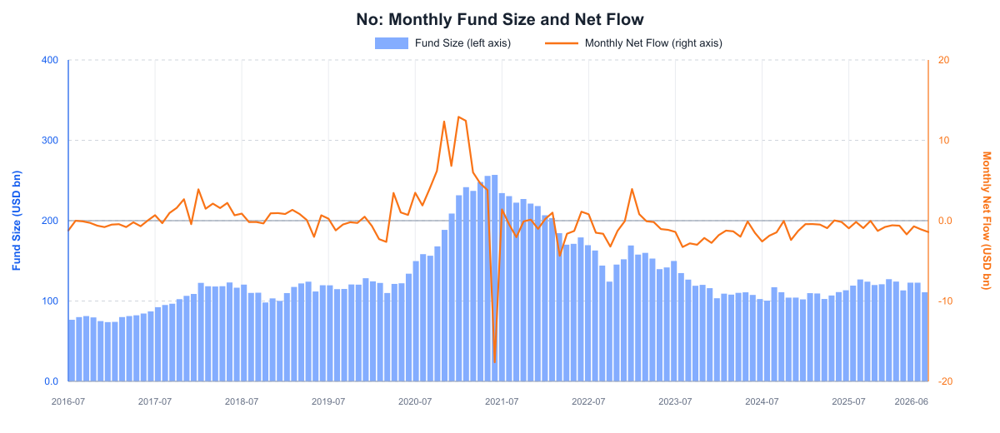 No: Monthly Fund Size and Net Flow
Fund Size (left axis) Monthly Net Flow (right axis)
400 20
300 10
200 0.0
100 -10
0.0 -20
Fund Size (USD bn)
Monthly Net Flow (USD bn)
2016-07 2017-07 2018-07 2019-07 2020-07 2021-07 2022-07 2023-07 2024-07 2025-07 2026-06